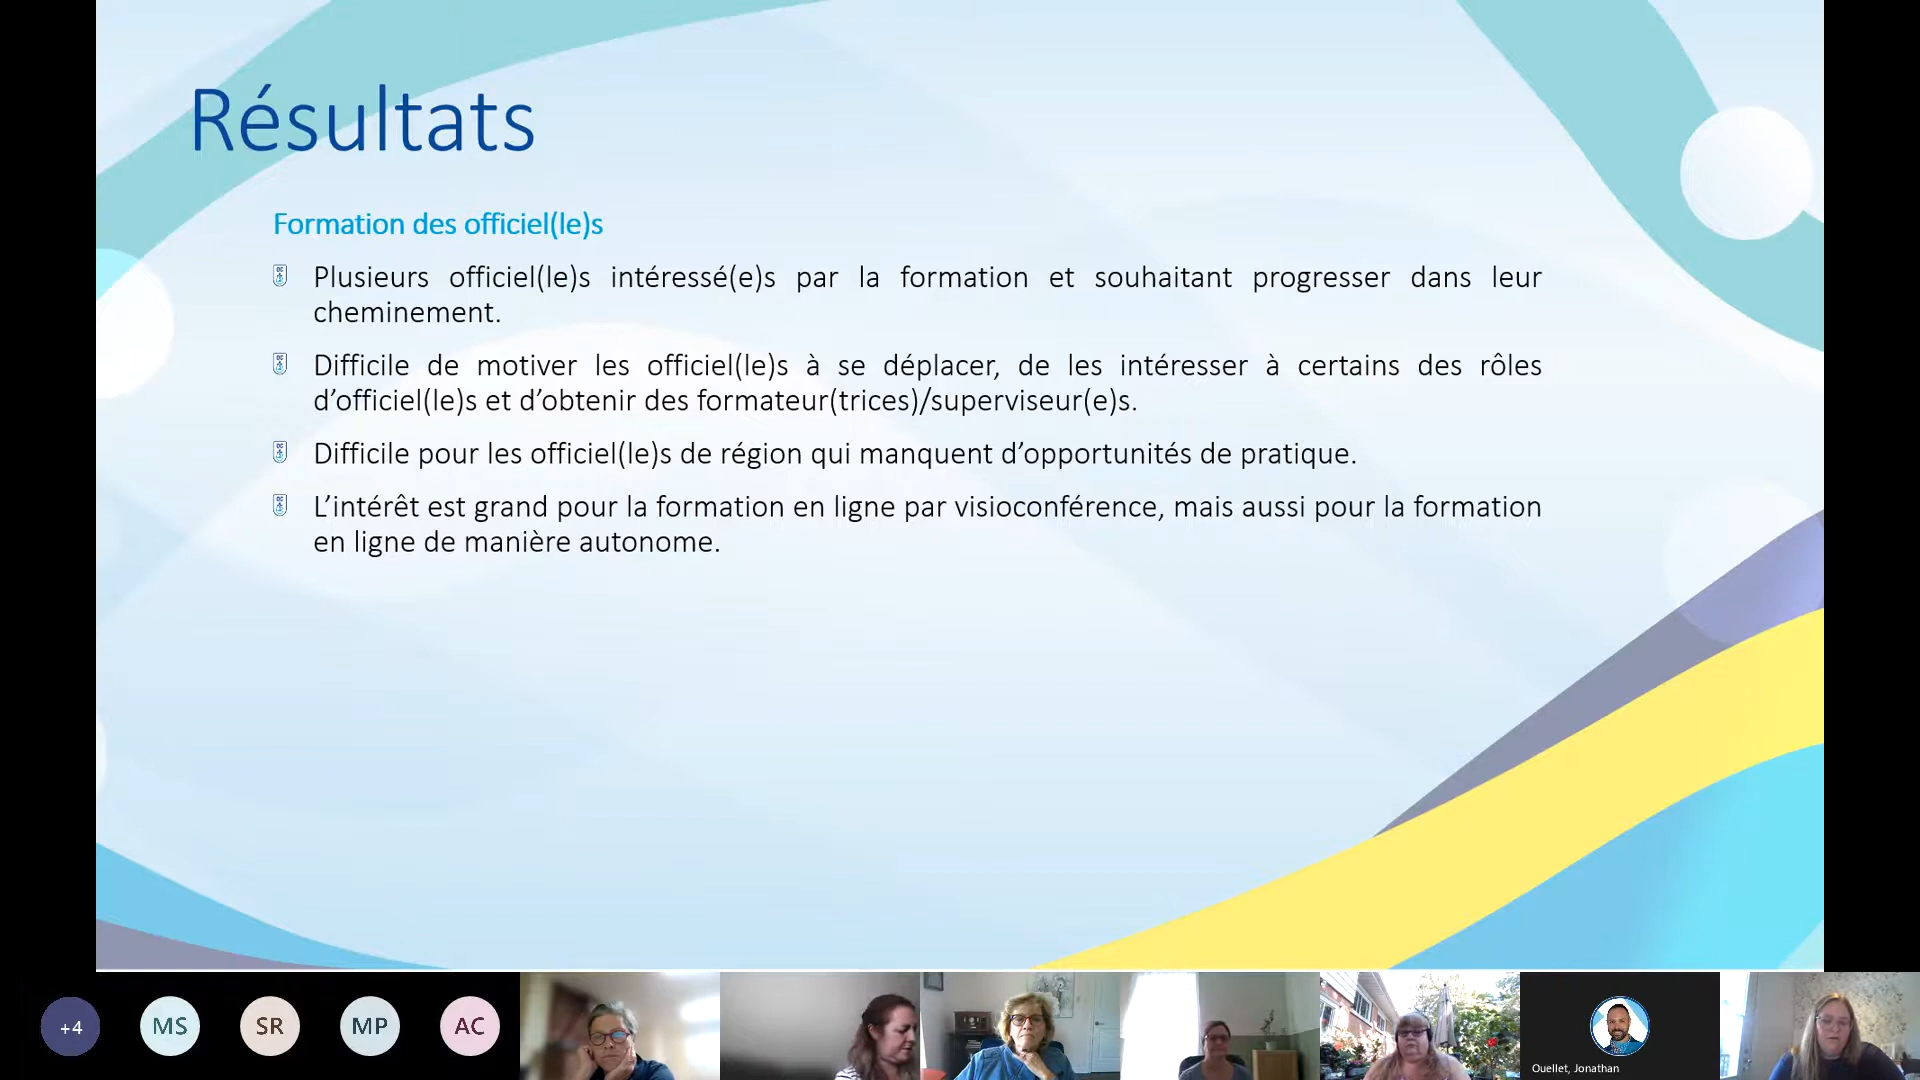 Résultats
Formation des officiel(le)s
Plusieurs officiel(le)s intéressé(e)s par la formation et souhaitant progresser dans leur
cheminement.
Difficile de motiver les officiel(le)s à se déplacer, de les intéresser à certains des rôles
d’officiel(le)s et d’obtenir des formateur(trices)/superviseur(e)s.
Difficile pour les officiel(le)s de région qui manquent d’opportunités de pratique.
L’intérêt est grand pour la formation en ligne par visioconférence, mais aussi pour la formation
en ligne de manière autonome.
+4
MS
SR
MP
AC
Ouellet, Jonathan